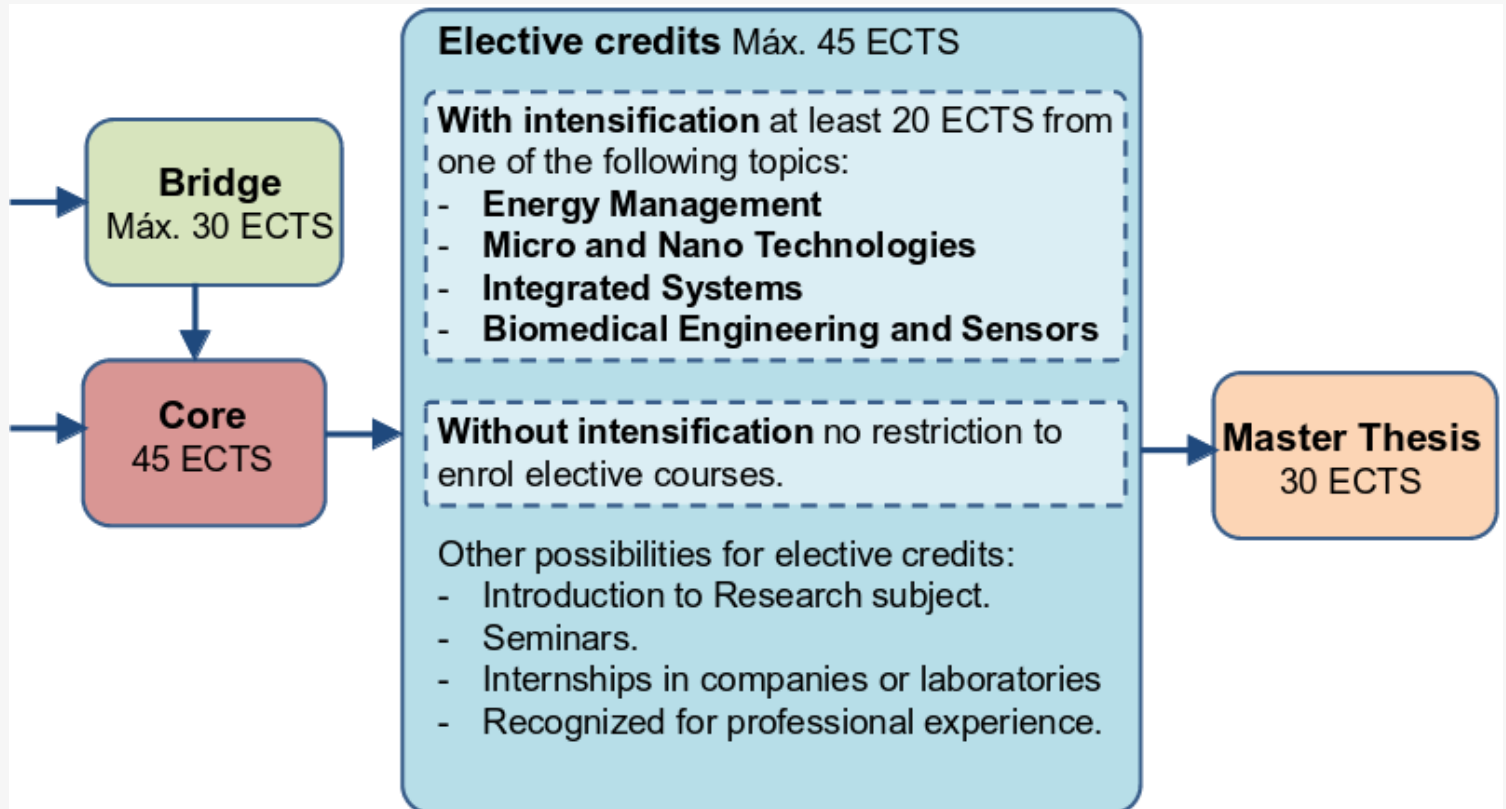 Bridge
Máx. 30 ECTS
Core
45 ECTS
Elective credits Máx. 45 ECTS
With intensification at least 20 ECTS from
one of the following topics:
- Energy Management
- Micro and Nano Technologies
- Integrated Systems
- Biomedical Engineering and Sensors
Without intensification no restriction to
enrol elective courses.
Other possibilities for elective credits:
- Introduction to Research subject.
- Seminars.
- Internships in companies or laboratories
- Recognized for professional experience.
Master Thesis
30 ECTS